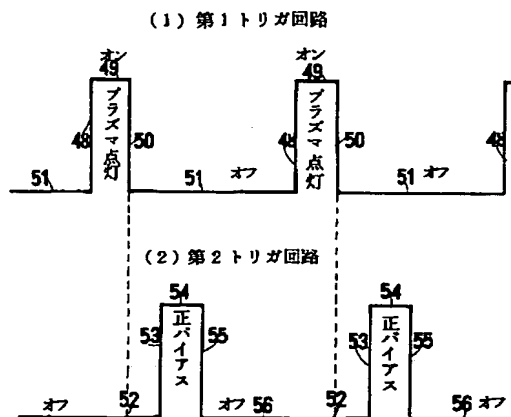 (1) 第1トリガ回路
オン オン
49 49
48 プラズマ点灯 50 48 プラズマ点灯 50 48
51 51 オフ 51 オフ
(2) 第2トリガ回路
54 54
53 正バイアス 55 53 正バイアス 55
オフ 52 オフ 56 52 56 オフ